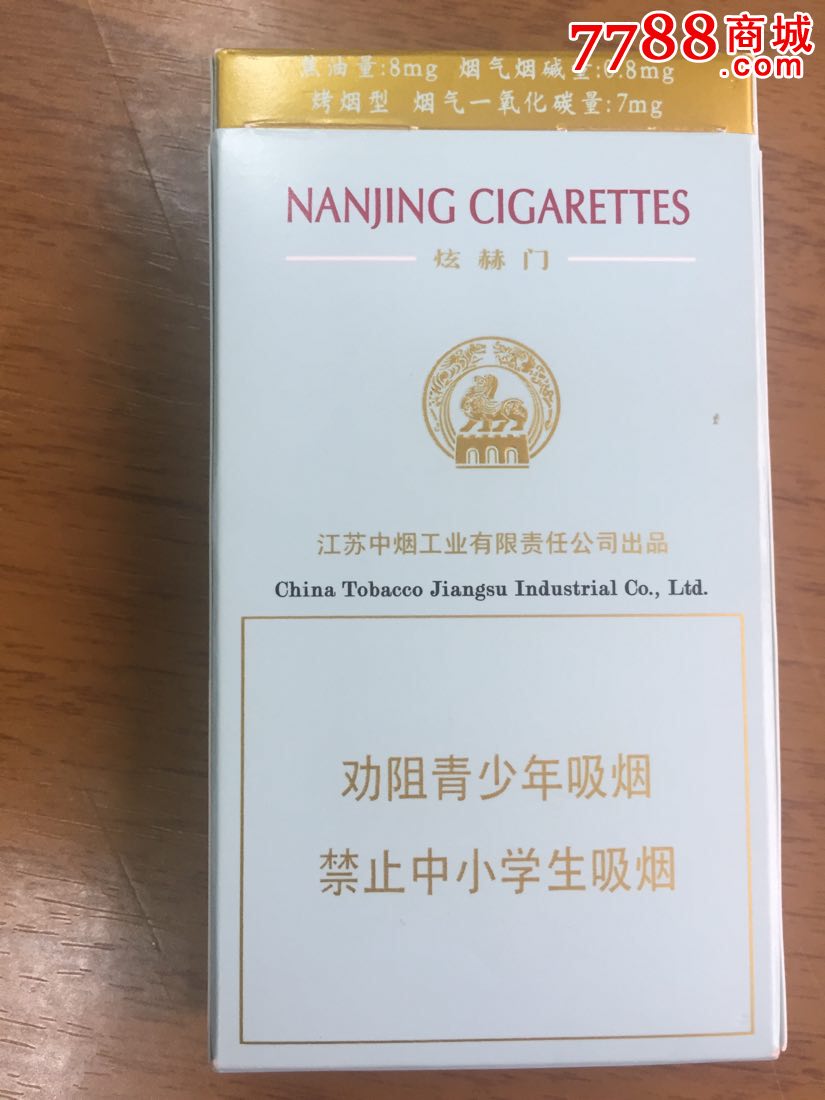 7788商城
焦油量:8mg 烟气烟碱量:0.8mg
烤烟型 烟气一氧化碳量:7mg
NANJING CIGARETTES
炫赫门
江苏中烟工业有限责任公司出品
China Tobacco Jiangsu Industrial Co., Ltd.
劝阻青少年吸烟
禁止中小学生吸烟